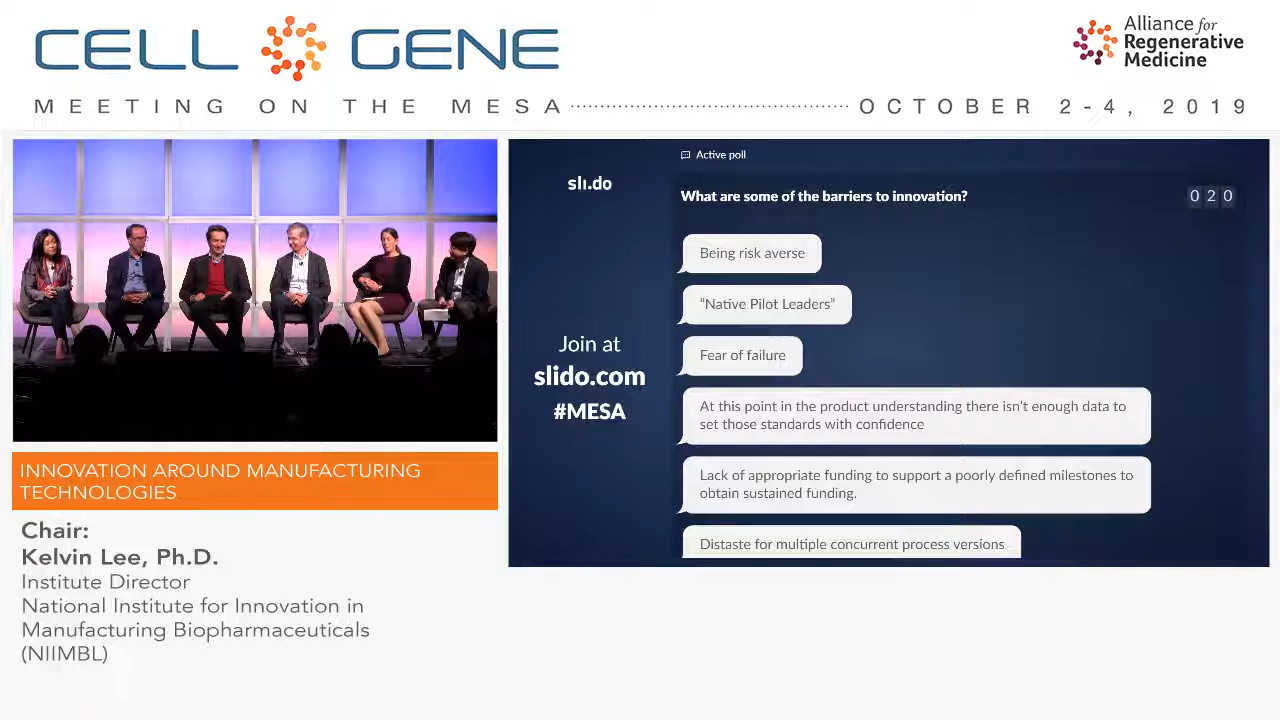 CELL GENE
Alliance for
Regenerative
Medicine
MEETING ON THE MESA
OCTOBER 2-4, 2019
Active poll
sli.do
What are some of the barriers to innovation?
020
Being risk averse
“Native Pilot Leaders”
Fear of failure
Join at
slido.com
#MESA
At this point in the product understanding there isn't enough data to
set those standards with confidence
Lack of appropriate funding to support a poorly defined milestones to
obtain sustained funding.
Distaste for multiple concurrent process versions
INNOVATION AROUND MANUFACTURING
TECHNOLOGIES
Chair:
Kelvin Lee, Ph.D.
Institute Director
National Institute for Innovation in
Manufacturing Biopharmaceuticals
(NIIMBL)